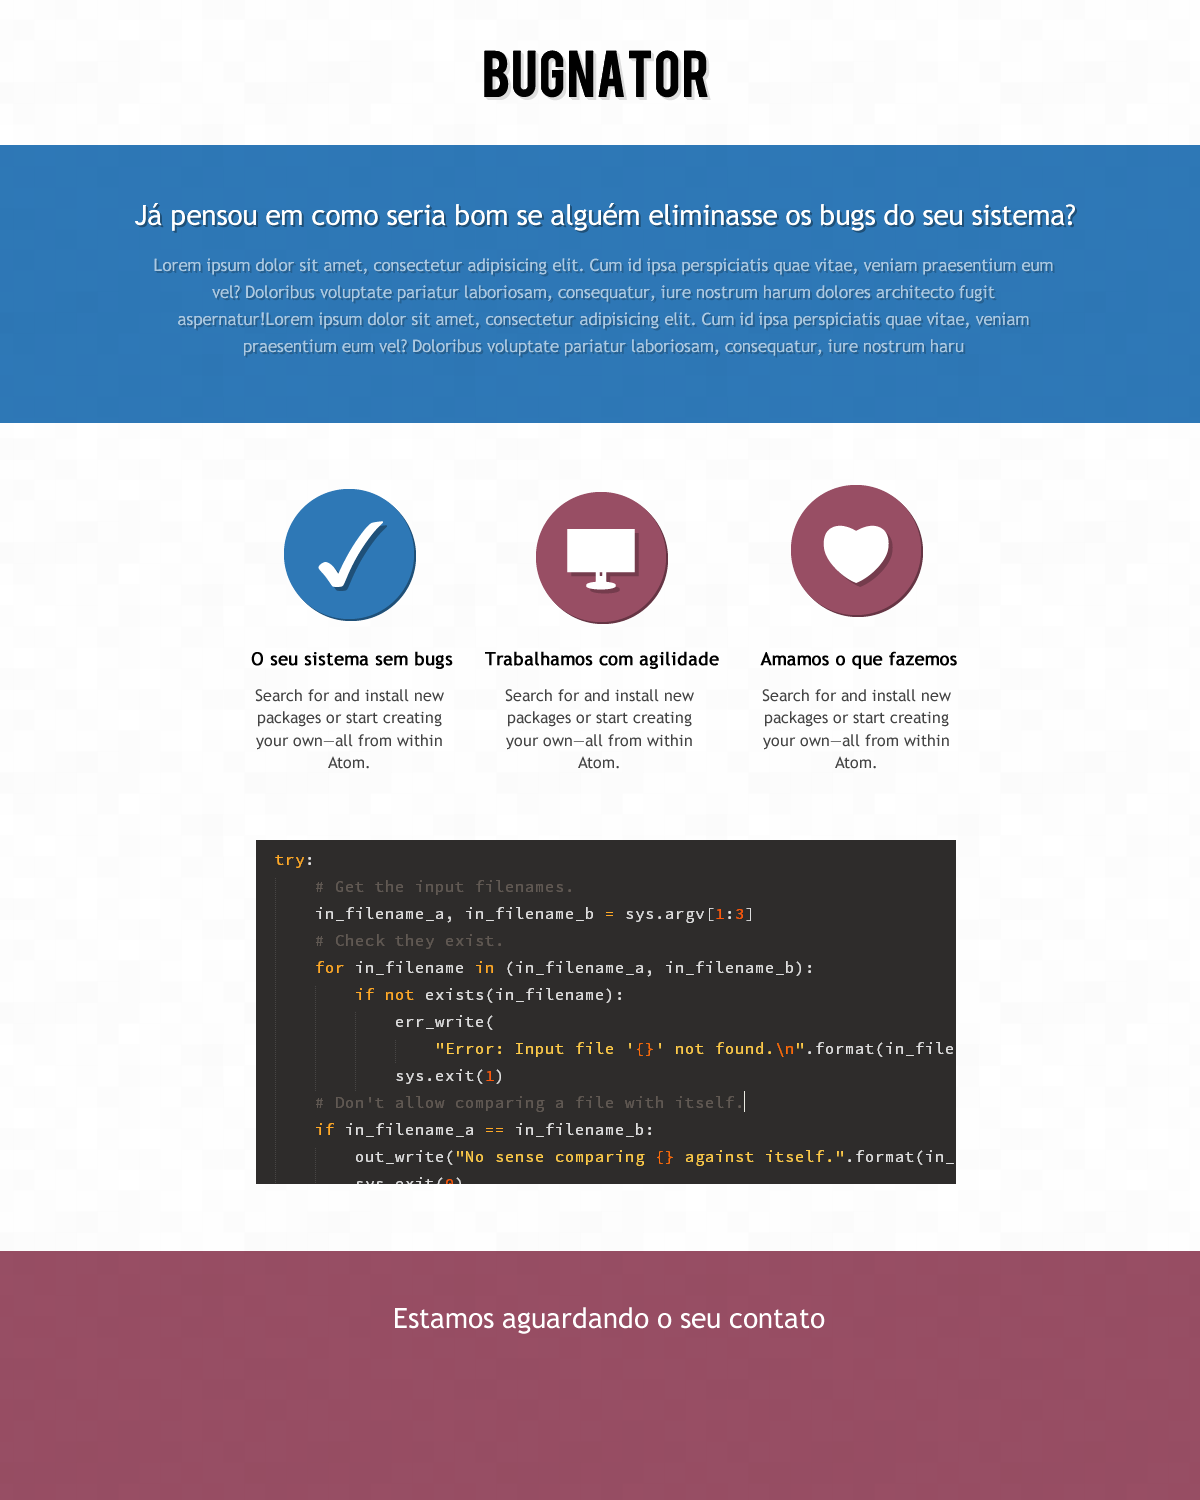 BUGNATOR
Já pensou em como seria bom se alguém eliminasse os bugs do seu sistema?
Lorem ipsum dolor sit amet, consectetur adipisicing elit. Cum id ipsa perspiciatis quae vitae, veniam praesentium eum
vel? Doloribus voluptate pariatur laboriosam, consequatur, iure nostrum harum dolores architecto fugit
aspernatur!Lorem ipsum dolor sit amet, consectetur adipisicing elit. Cum id ipsa perspiciatis quae vitae, veniam
praesentium eum vel? Doloribus voluptate pariatur laboriosam, consequatur, iure nostrum haru
O seu sistema sem bugs
Search for and install new
packages or start creating
your own—all from within
Atom.
Trabalhamos com agilidade
Search for and install new
packages or start creating
your own—all from within
Atom.
Amamos o que fazemos
Search for and install new
packages or start creating
your own—all from within
Atom.
try:
# Get the input filenames.
in_filename_a, in_filename_b = sys.argv[1:3]
# Check they exist.
for in_filename in (in_filename_a, in_filename_b):
if not exists(in_filename):
err_write(
"Error: Input file '{}' not found.\n".format(in_file
sys.exit(1)
# Don't allow comparing a file with itself.
if in_filename_a == in_filename_b:
out_write("No sense comparing {} against itself.".format(in_
sys.exit(0)
Estamos aguardando o seu contato